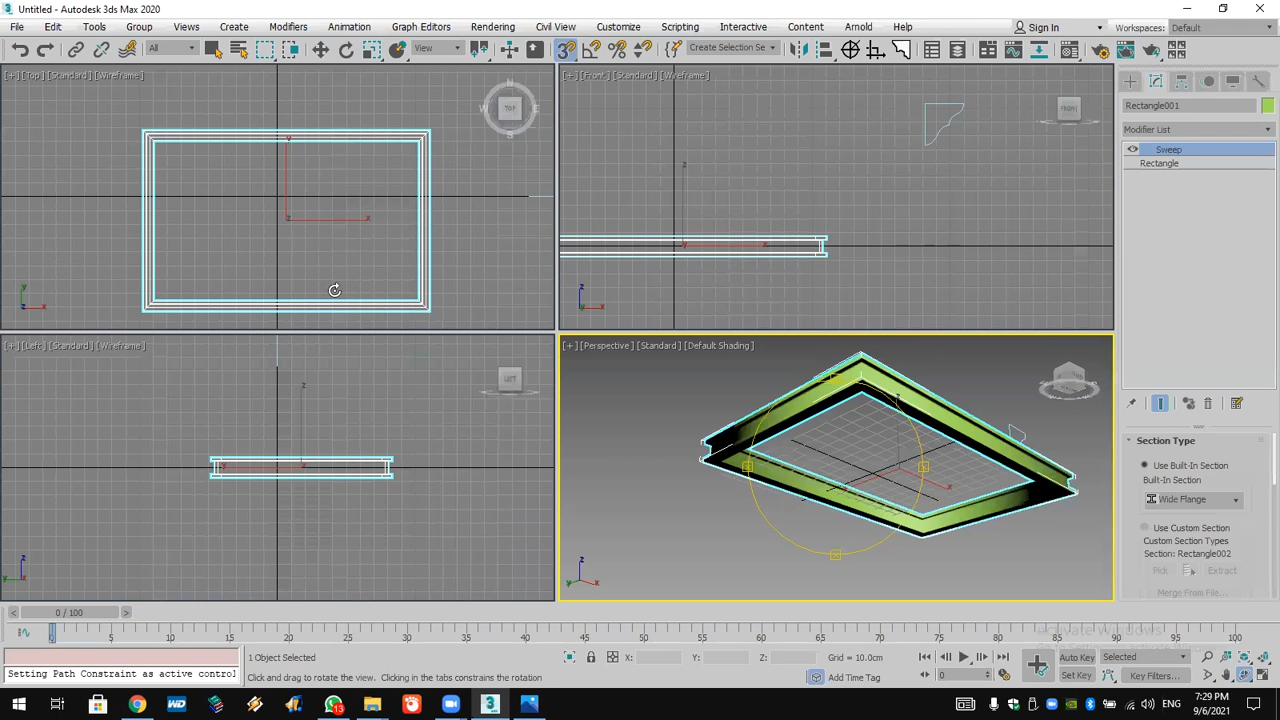 Untitled - Autodesk 3ds Max 2020
File Edit Tools Group Views Create Modifiers Animation Graph Editors Rendering Civil View Customize Scripting Interactive Content Arnold Help Sign In Workspaces: Default
All View Create Selection Se
[+] [Top] [Standard] [Wireframe]
[+] [Front] [Standard] [Wireframe]
N
W TOP E
S
FRONT
[+] [Left] [Standard] [Wireframe]
[+] [Perspective] [Standard] [Default Shading]
LEFT
Rectangle001
Modifier List
Sweep
Rectangle
Section Type
Use Built-In Section
Built-In Section
Wide Flange
Use Custom Section
Custom Section Types
Section: Rectangle002
Pick Extract
Merge From File...
0 / 100
0 5 10 15 20 25 30 35 40 45 50 55 60 65 70 75 80 85 90 95 100
Activate Windows
1 Object Selected X: Y: Z: Grid = 10.0cm Auto Key Selected
Setting Path Constraint as active control Click and drag to rotate the view. Clicking in the tabs constrains the rotation Add Time Tag 0 Set Key Key Filters...
13
ENG
7:29 PM
9/6/2021